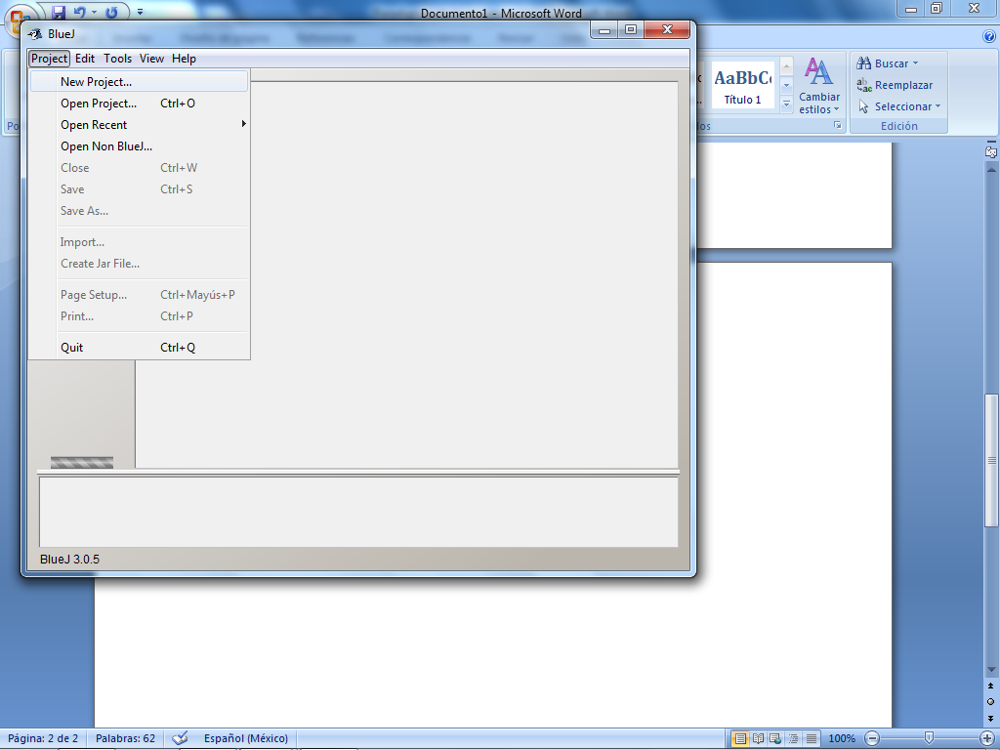 Documento1 - Microsoft Word
BlueJ
Project Edit Tools View Help
New Project...
Open Project... Ctrl+O
Open Recent
Open Non BlueJ...
Close Ctrl+W
Save Ctrl+S
Save As...
Import...
Create Jar File...
Page Setup... Ctrl+Mayús+P
Print... Ctrl+P
Quit Ctrl+Q
BlueJ 3.0.5
AaBbC
Título 1
Cambiar
estilos
Buscar
Reemplazar
Seleccionar
Edición
Página: 2 de 2 Palabras: 62 Español (México) 100%